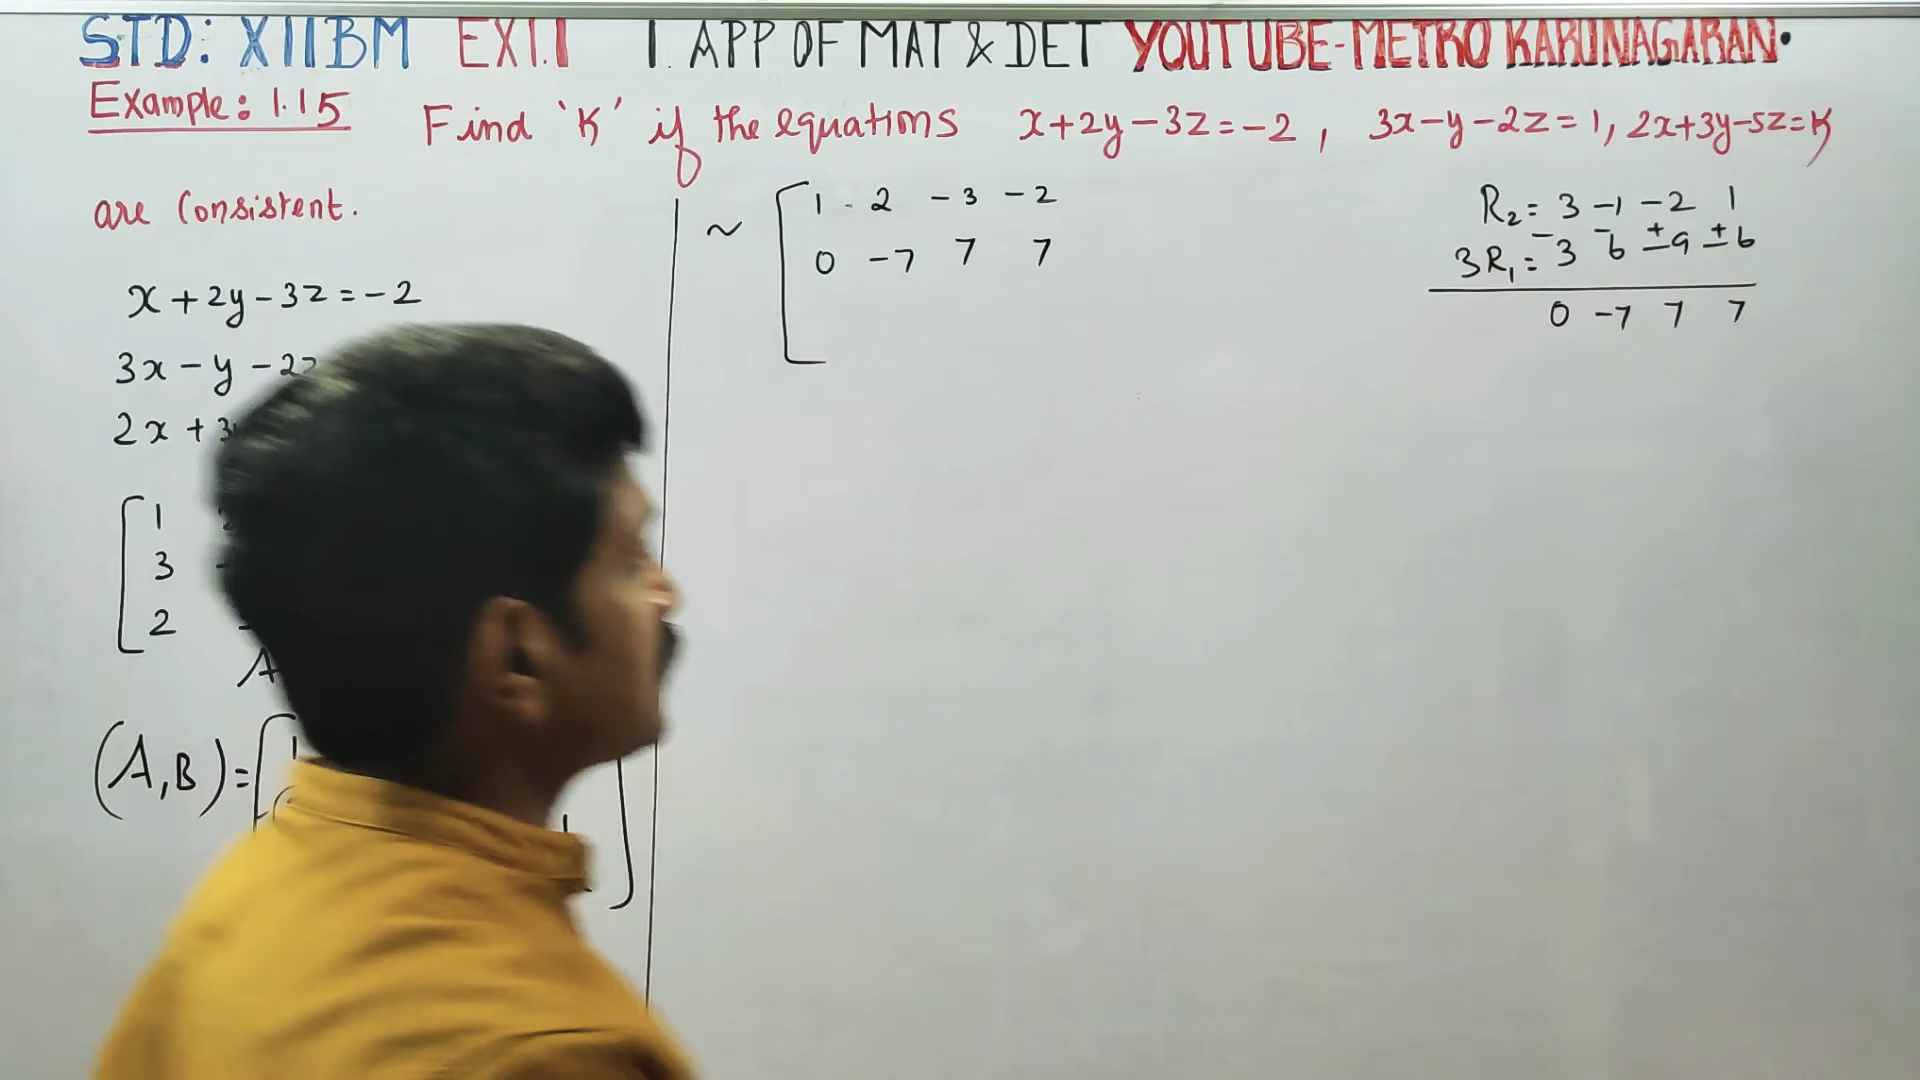 STD: XII BM EX 1.1 1. APP OF MAT & DET YOUTUBE-METRO KARUNAGARAN.
Example: 1.15 Find 'K' if the equations x+2y-3z=-2, 3x-y-2z=1, 2x+3y-5z=K
are Consistent.
x+2y-3z=-2
3x-y-2z
2x+3
1
3
2
A
(A,B)=
~ 1 2 -3 -2
0 -7 7 7
R₂= 3 -1 -2 1
3R₁= 3 6 -9 -6
0 -7 7 7